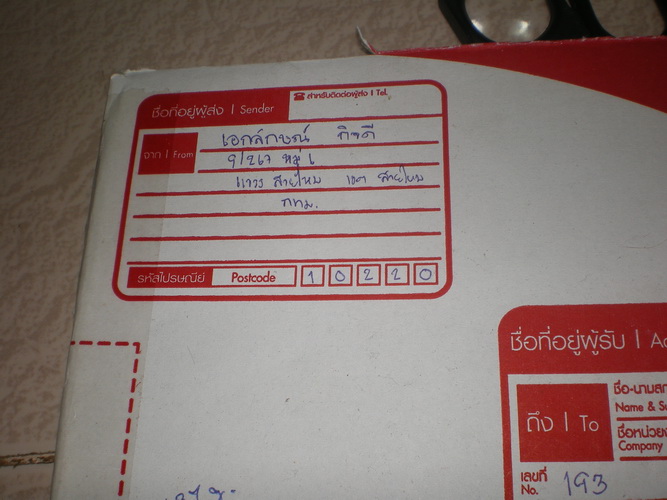 ☎ สำหรับติดต่อผู้ส่ง | Tel.
ชื่อที่อยู่ผู้ส่ง | Sender
จาก | From
เอกลักษณ์ กิจดี
9/267 หมู่ 1
แขวง สายไหม เขต สายไหม
กทม.
รหัสไปรษณีย์ Postcode 1 0 2 2 0
ชื่อที่อยู่ผู้รับ |
ถึง | To
ชื่อ-นามสกุ
Name &
ชื่อหน่วย
Company
เลขที่
No. 193